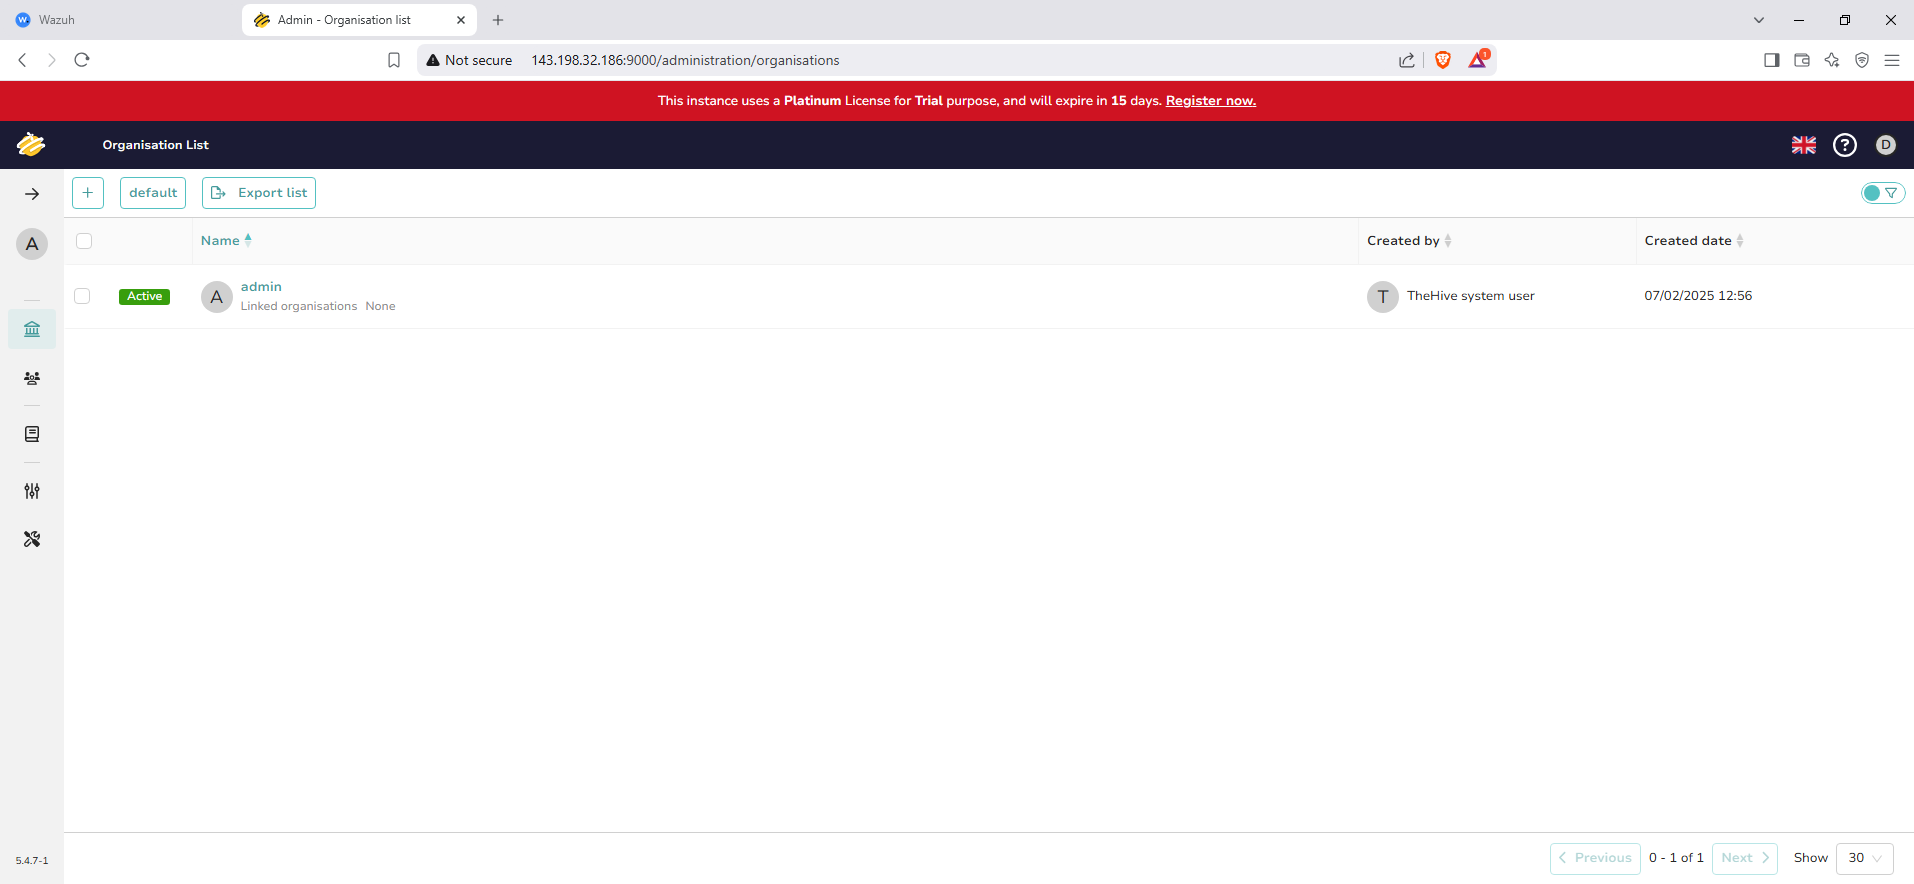 Wazuh
Admin - Organisation list
Not secure 143.198.32.186:9000/administration/organisations
1
This instance uses a Platinum License for Trial purpose, and will expire in 15 days. Register now.
Organisation List
? D
+ default Export list
A
Name Created by Created date
Active
A admin
Linked organisations None
T TheHive system user
07/02/2025 12:56
5.4.7-1
Previous 0 - 1 of 1 Next Show 30